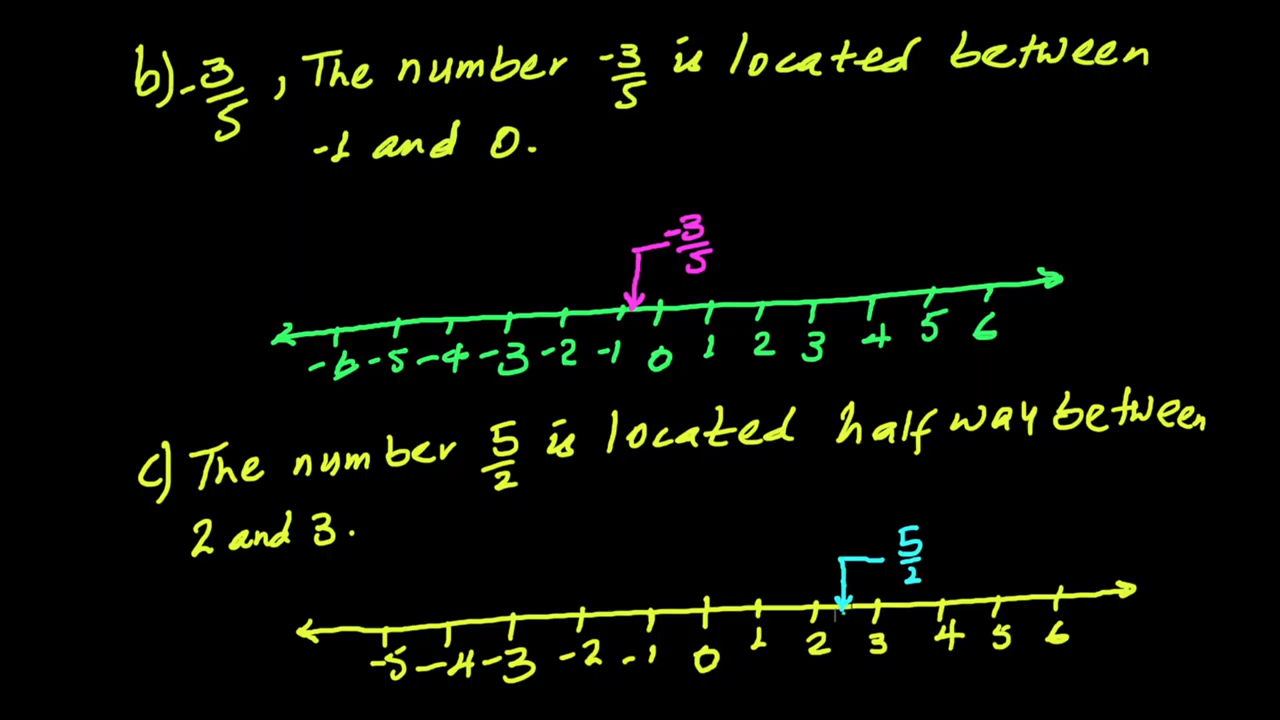 b) -3/5, The number -3/5 is located between
-1 and 0.
-3/5
-6 -5 -4 -3 -2 -1 0 1 2 3 4 5 6
c) The number 5/2 is located half way between
2 and 3.
5/2
-5 -4 -3 -2 -1 0 1 2 3 4 5 6